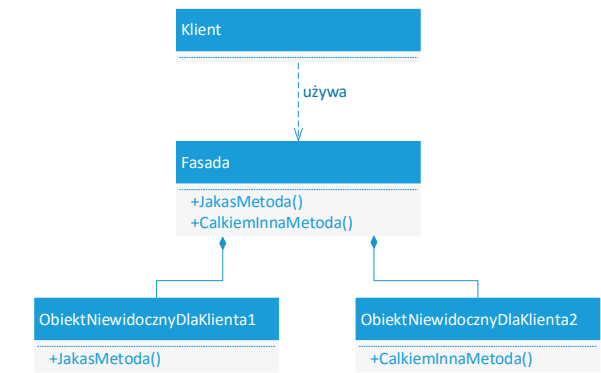 Klient
używa
Fasada
+JakasMetoda()
+CalkiemInnaMetoda()
ObiektNiewidocznyDlaKlienta1
+JakasMetoda()
ObiektNiewidocznyDlaKlienta2
+CalkiemInnaMetoda()